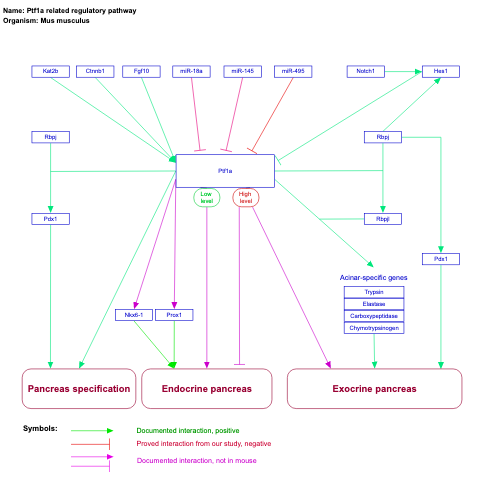 Name: Ptf1a related regulatory pathway
Organism: Mus musculus
Kat2b
Ctnnb1
Fgf10
miR-18a
miR-145
miR-495
Notch1
Hes1
Rbpj
Rbpj
Ptf1a
Low level
High level
Pdx1
Rbpjl
Pdx1
Acinar-specific genes
Trypsin
Elastase
Carboxypeptidase
Chymotrypsinogen
Nkx6-1
Prox1
Pancreas specification
Endocrine pancreas
Exocrine pancreas
Symbols:
Documented interaction, positive
Proved interaction from our study, negative
Documented interaction, not in mouse